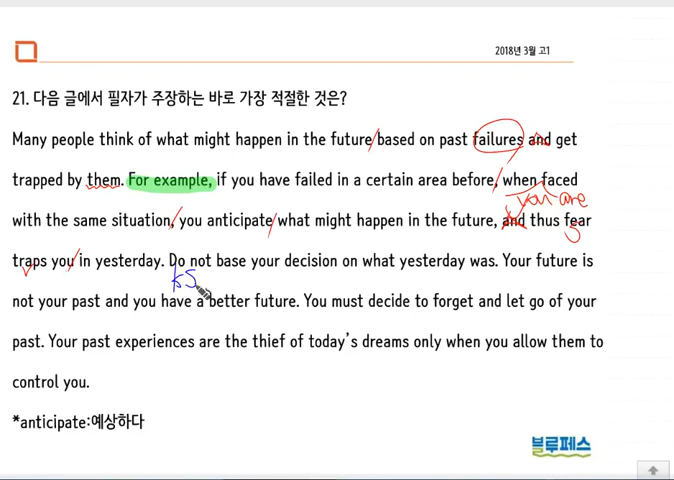 2018년 3월 고1
21. 다음 글에서 필자가 주장하는 바로 가장 적절한 것은?
Many people think of what might happen in the future based on past failures and get
trapped by them. For example, if you have failed in a certain area before, when faced
you are
with the same situation, you anticipate what might happen in the future, and thus fear
S
traps you in yesterday. Do not base your decision on what yesterday was. Your future is
KS
not your past and you have a better future. You must decide to forget and let go of your
past. Your past experiences are the thief of today's dreams only when you allow them to
control you.
*anticipate:예상하다
블루페스